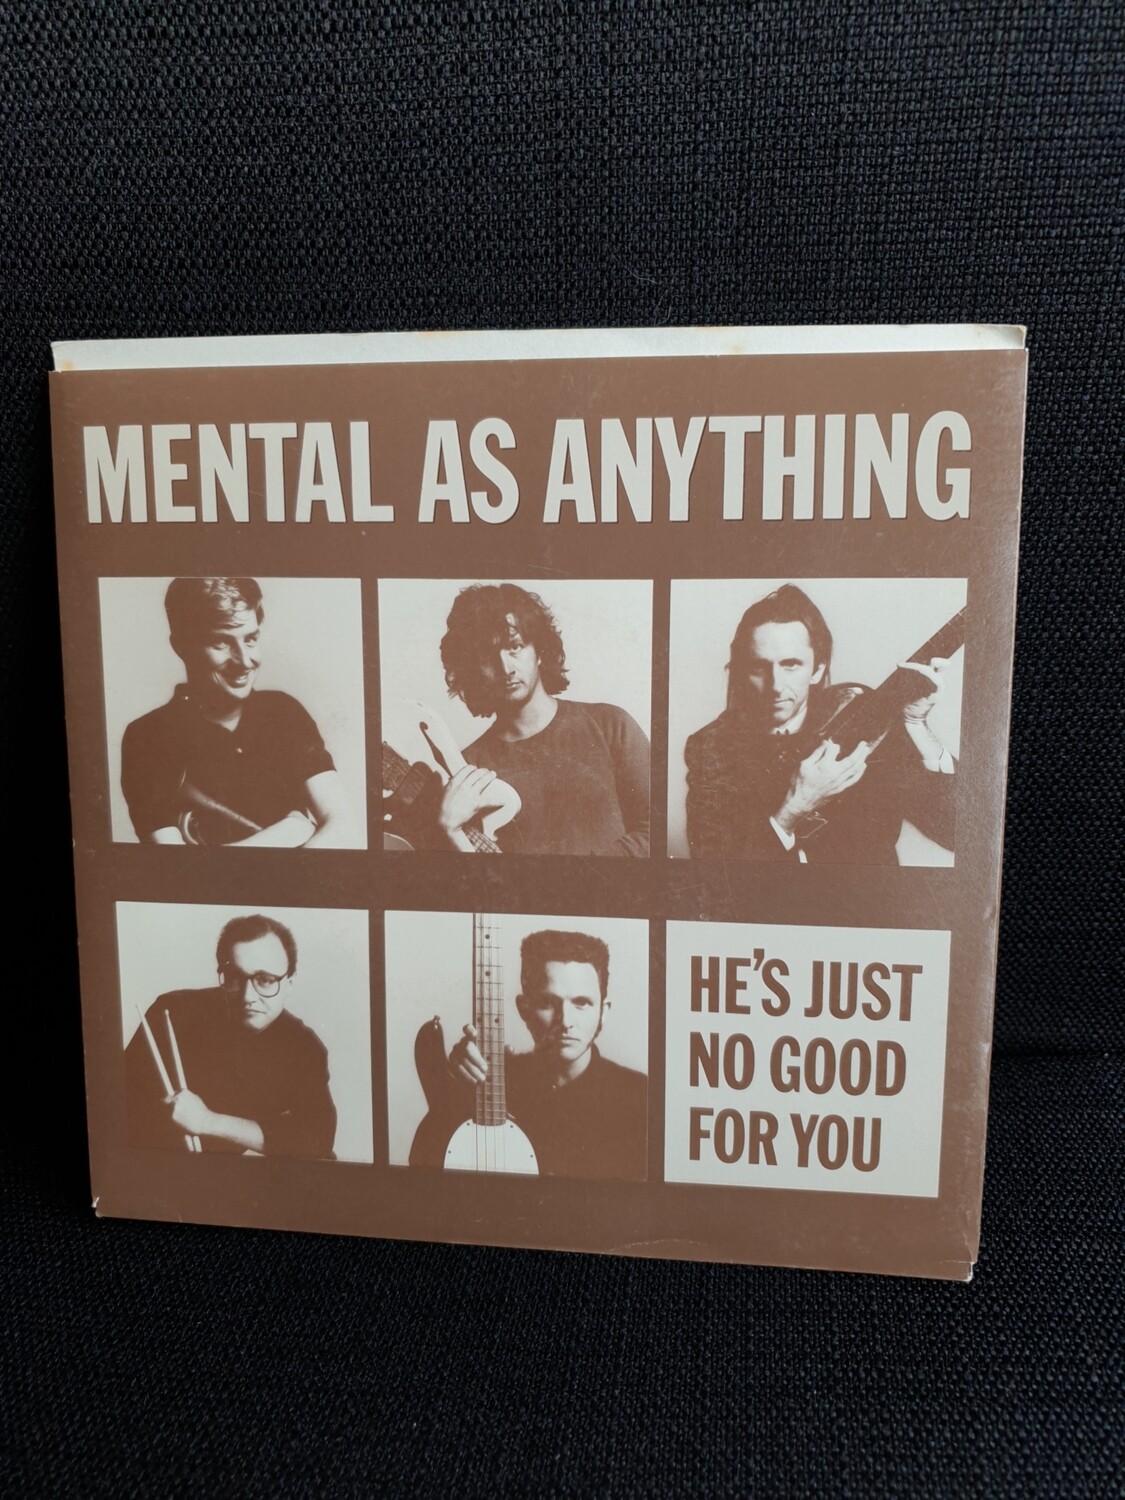 MENTAL AS ANYTHING
HE'S JUST
NO GOOD
FOR YOU